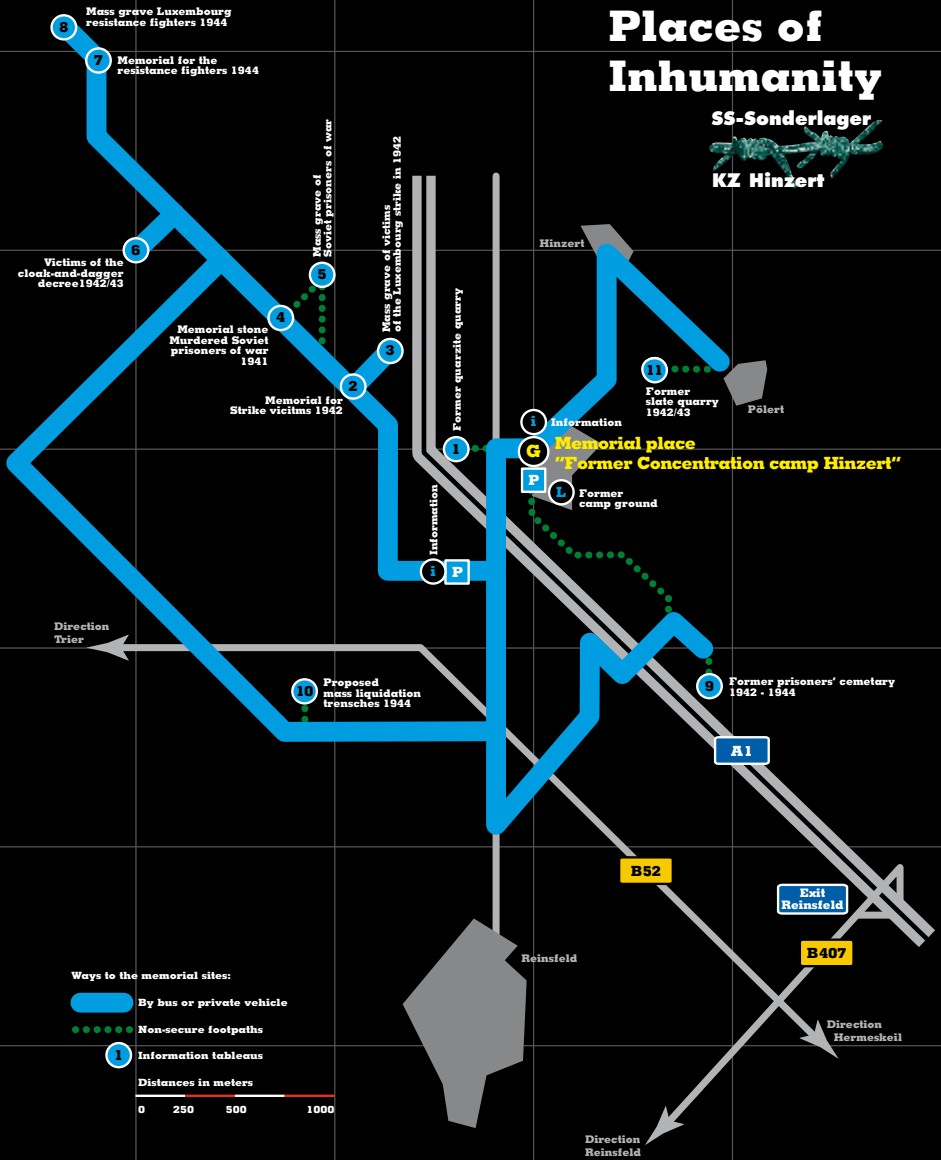 Places of
Inhumanity
SS-Sonderlager
KZ Hinzert
8
Mass grave Luxembourg
resistance fighters 1944
7
Memorial for the
resistance fighters 1944
6
Victims of the
cloak-and-dagger
decree1942/43
Mass grave of
Soviet prisoners of war
5
4
Memorial stone
Murdered Soviet
prisoners of war
1941
Mass grave of victims
of the Luxembourg strike in 1942
3
2
Memorial for
Strike vicitms 1942
Former quarzite quarry
1
Hinzert
11
Former
slate quarry
1942/43
Pölert
i
Information
G
Memorial place
“Former Concentration camp Hinzert”
P
L
Former
camp ground
Information
i
P
Direction
Trier
10
Proposed
mass liquidation
trensches 1944
9
Former prisoners’ cemetary
1942 - 1944
A1
B52
Exit
Reinsfeld
B407
Reinsfeld
Direction
Hermeskeil
Direction
Reinsfeld
Ways to the memorial sites:
By bus or private vehicle
Non-secure footpaths
1
Information tableaus
Distances in meters
0 250 500 1000